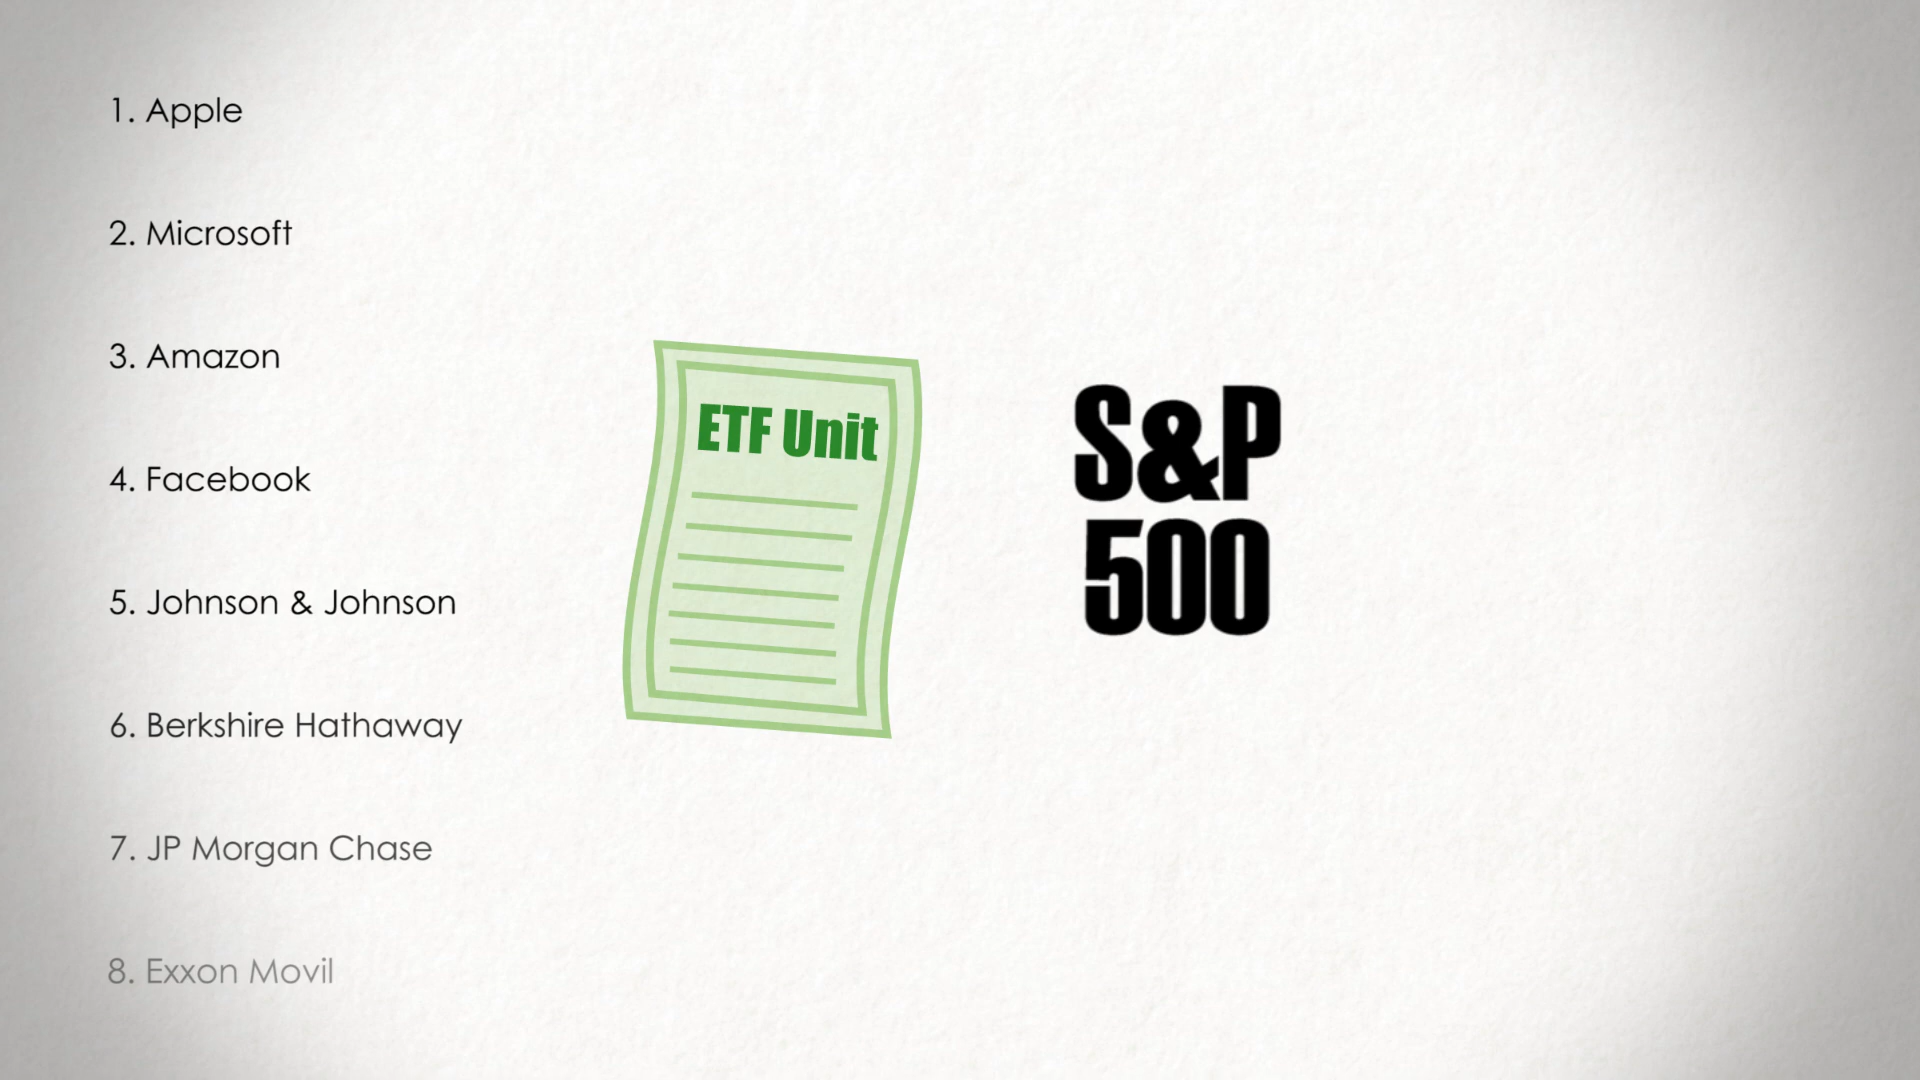 1. Apple
2. Microsoft
3. Amazon
4. Facebook
5. Johnson & Johnson
6. Berkshire Hathaway
7. JP Morgan Chase
8. Exxon Movil
ETF Unit
S&P
500